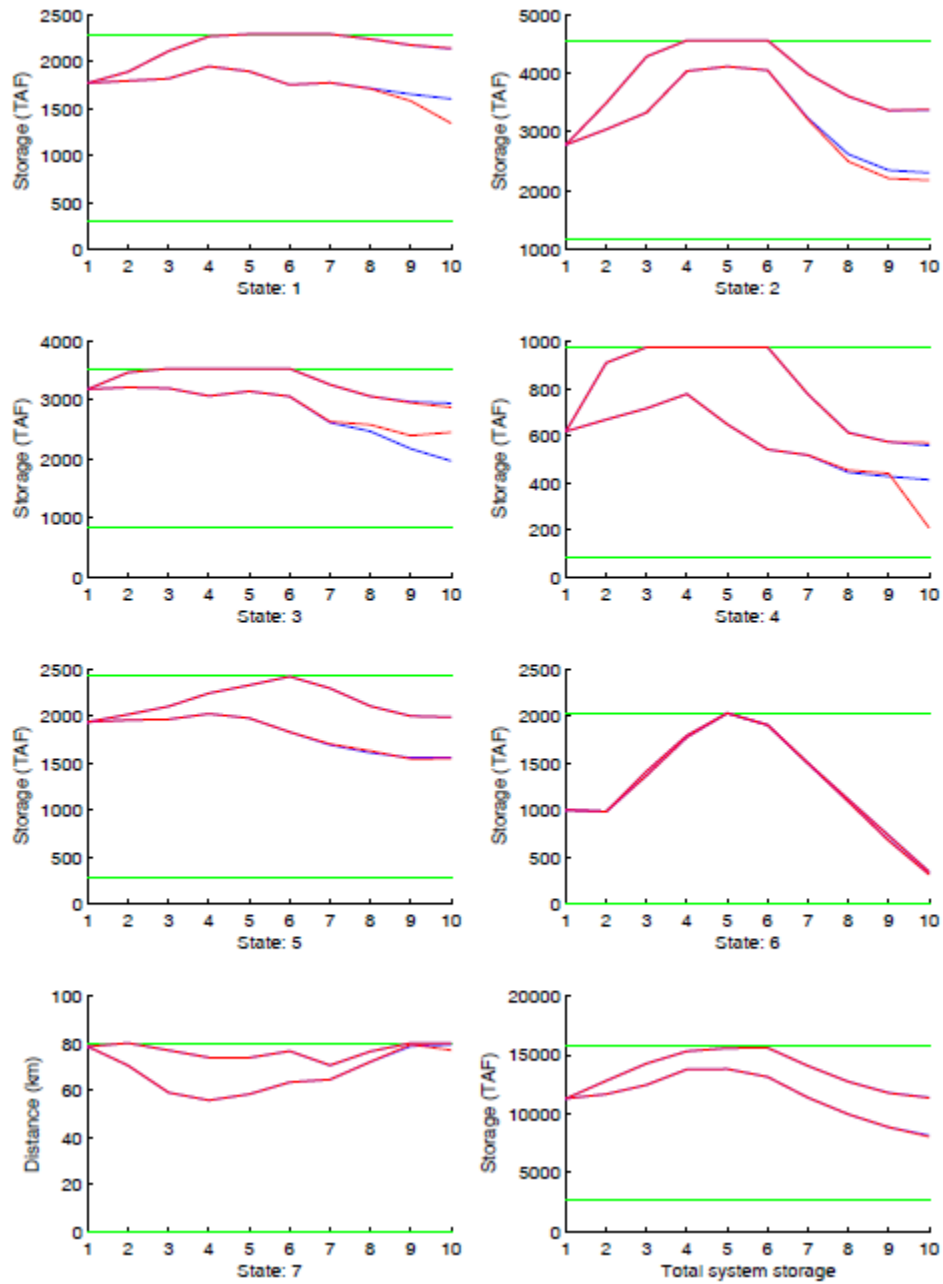 2500
2000
1500
1000
500
0
Storage (TAF)
1 2 3 4 5 6 7 8 9 10
State: 1
5000
4000
3000
2000
1000
Storage (TAF)
1 2 3 4 5 6 7 8 9 10
State: 2
4000
3000
2000
1000
0
Storage (TAF)
1 2 3 4 5 6 7 8 9 10
State: 3
1000
800
600
400
200
0
Storage (TAF)
1 2 3 4 5 6 7 8 9 10
State: 4
2500
2000
1500
1000
500
0
Storage (TAF)
1 2 3 4 5 6 7 8 9 10
State: 5
2500
2000
1500
1000
500
0
Storage (TAF)
1 2 3 4 5 6 7 8 9 10
State: 6
100
80
60
40
20
0
Distance (km)
1 2 3 4 5 6 7 8 9 10
State: 7
20000
15000
10000
5000
0
Storage (TAF)
1 2 3 4 5 6 7 8 9 10
Total system storage